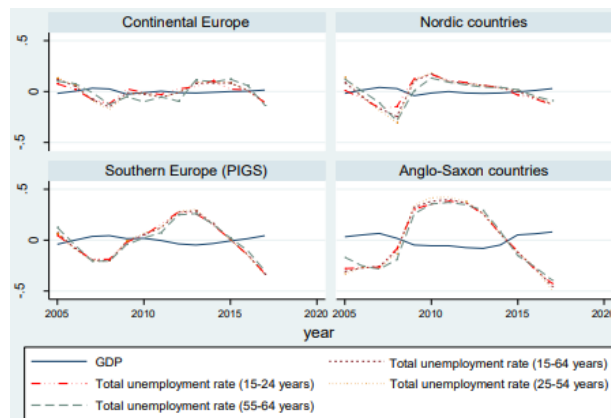 Continental Europe
Nordic countries
.5
0
-.5
Southern Europe (PIGS)
Anglo-Saxon countries
.5
0
-.5
2005 2010 2015 2020 2005 2010 2015 2020
year
GDP
Total unemployment rate (15-64 years)
Total unemployment rate (15-24 years)
Total unemployment rate (25-54 years)
Total unemployment rate (55-64 years)